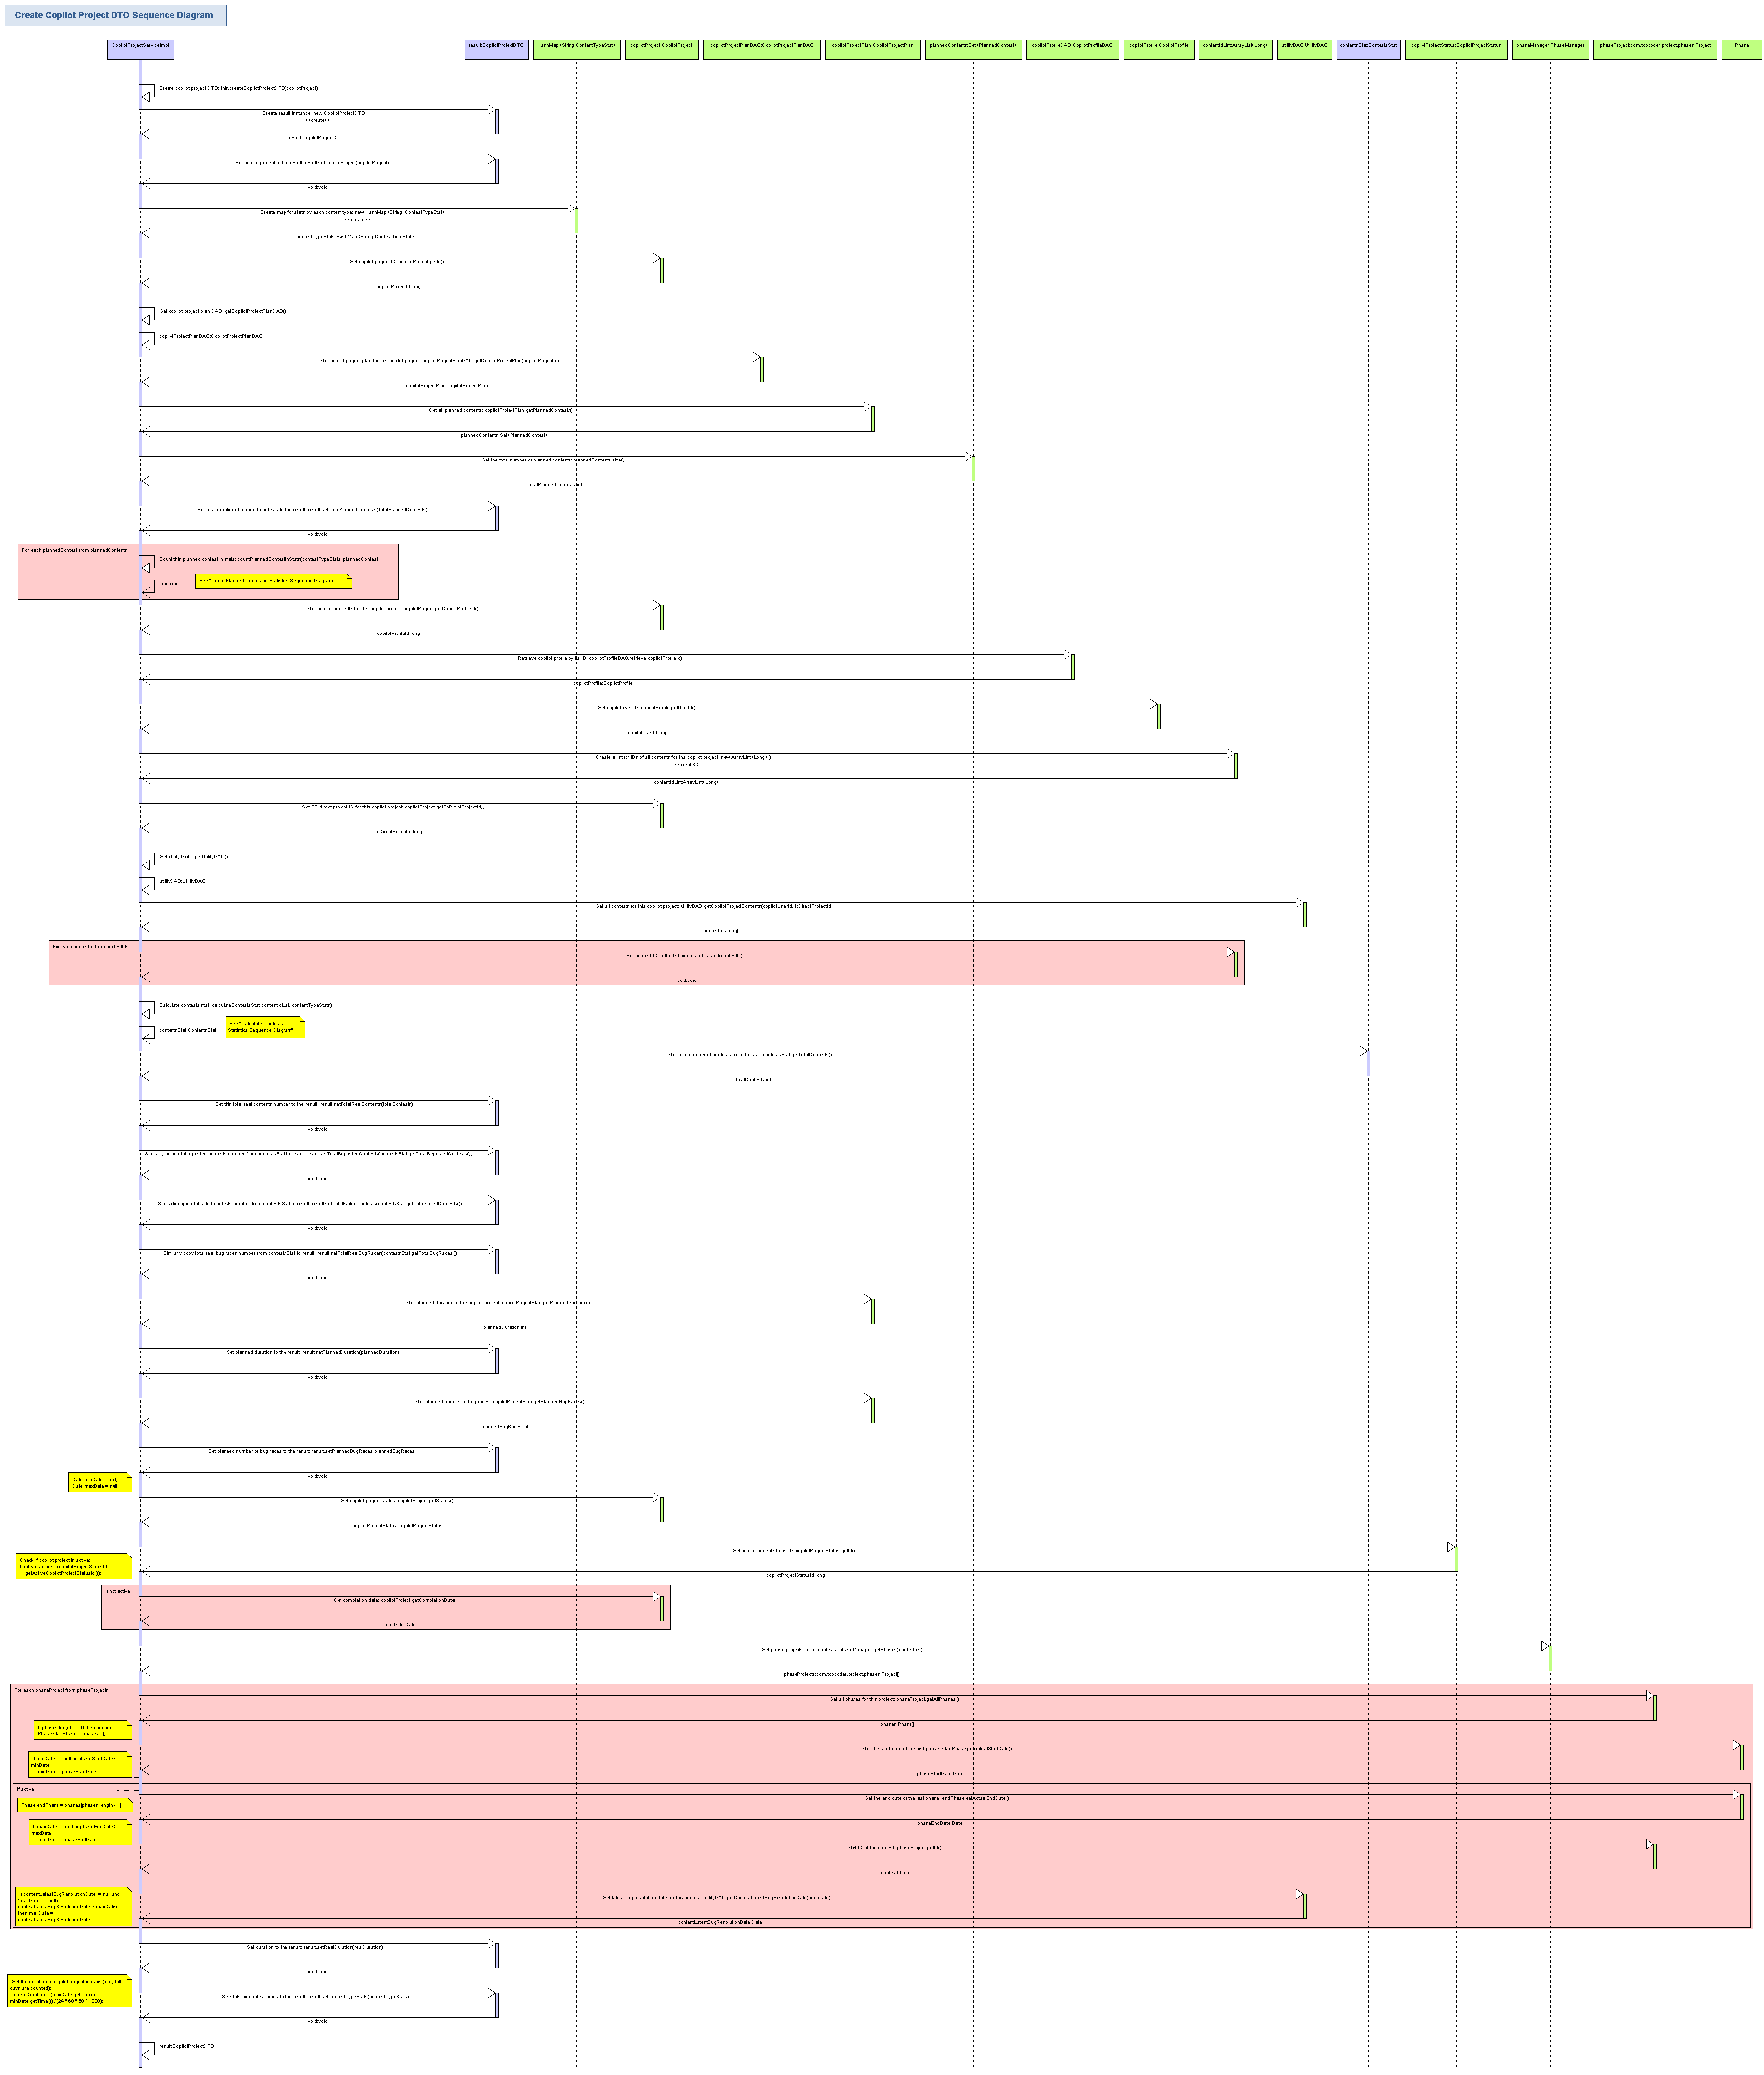 Create Copilot Project DTO Sequence Diagram
CopilotProjectServiceImpl
result:CopilotProjectDTO
HashMap<String,ContestTypeStat>
copilotProject:CopilotProject
copilotProjectPlanDAO:CopilotProjectPlanDAO
copilotProjectPlan:CopilotProjectPlan
plannedContests:Set<PlannedContest>
copilotProfileDAO:CopilotProfileDAO
copilotProfile:CopilotProfile
contestIdList:ArrayList<Long>
utilityDAO:UtilityDAO
contestsStat:ContestsStat
copilotProjectStatus:CopilotProjectStatus
phaseManager:PhaseManager
phaseProject:com.topcoder.project.phases.Project
Phase
Create copilot project DTO: this.createCopilotProjectDTO(copilotProject)
Create result instance: new CopilotProjectDTO()
<<create>>
result:CopilotProjectDTO
Set copilot project to the result: result.setCopilotProject(copilotProject)
void:void
Create map for stats by each contest type: new HashMap<String, ContestTypeStat>()
<<create>>
contestTypeStats:HashMap<String,ContestTypeStat>
Get copilot project ID: copilotProject.getId()
copilotProjectId:long
Get copilot project plan DAO: getCopilotProjectPlanDAO()
copilotProjectPlanDAO:CopilotProjectPlanDAO
Get copilot project plan for this copilot project: copilotProjectPlanDAO.getCopilotProjectPlan(copilotProjectId)
copilotProjectPlan:CopilotProjectPlan
Get all planned contests: copilotProjectPlan.getPlannedContests()
plannedContests:Set<PlannedContest>
Get the total number of planned contests: plannedContests.size()
totalPlannedContests:int
Set total number of planned contests to the result: result.setTotalPlannedContests(totalPlannedContests)
void:void
For each plannedContest from plannedContests
Count this planned contest in stats: countPlannedContestInStats(contestTypeStats, plannedContest)
See "Count Planned Contest in Statistics Sequence Diagram"
void:void
Get copilot profile ID for this copilot project: copilotProject.getCopilotProfileId()
copilotProfileId:long
Retrieve copilot profile by its ID: copilotProfileDAO.retrieve(copilotProfileId)
copilotProfile:CopilotProfile
Get copilot user ID: copilotProfile.getUserId()
copilotUserId:long
Create a list for IDs of all contests for this copilot project: new ArrayList<Long>()
<<create>>
contestIdList:ArrayList<Long>
Get TC direct project ID for this copilot project: copilotProject.getTcDirectProjectId()
tcDirectProjectId:long
Get utility DAO: getUtilityDAO()
utilityDAO:UtilityDAO
Get all contests for this copilot project: utilityDAO.getCopilotProjectContests(copilotUserId, tcDirectProjectId)
contestIds:long[]
For each contestId from contestIds
Put contest ID to the list: contestIdList.add(contestId)
void:void
Calculate contests stat: calculateContestsStat(contestIdList, contestTypeStats)
See "Calculate Contests
Statistics Sequence Diagram"
contestsStat:ContestsStat
Get total number of contests from the stat: contestsStat.getTotalContests()
totalContests:int
Set this total real contests number to the result: result.setTotalRealContests(totalContests)
void:void
Similarly copy total reposted contests number from contestsStat to result: result.setTotalRepostedContests(contestsStat.getTotalRepostedContests())
void:void
Similarly copy total failed contests number from contestsStat to result: result.setTotalFailedContests(contestsStat.getTotalFailedContests())
void:void
Similarly copy total real bug races number from contestsStat to result: result.setTotalRealBugRaces(contestsStat.getTotalBugRaces())
void:void
Get planned duration of the copilot project: copilotProjectPlan.getPlannedDuration()
plannedDuration:int
Set planned duration to the result: result.setPlannedDuration(plannedDuration)
void:void
Get planned number of bug races: copilotProjectPlan.getPlannedBugRaces()
plannedBugRaces:int
Set planned number of bug races to the result: result.setPlannedBugRaces(plannedBugRaces)
void:void
Date minDate = null;
Date maxDate = null;
Get copilot project status: copilotProject.getStatus()
copilotProjectStatus:CopilotProjectStatus
Get copilot project status ID: copilotProjectStatus.getId()
Check if copilot project is active:
boolean active = (copilotProjectStatusId ==
getActiveCopilotProjectStatusId());
copilotProjectStatusId:long
If not active
Get completion date: copilotProject.getCompletionDate()
maxDate:Date
Get phase projects for all contests: phaseManager.getPhases(contestIds)
phaseProjects:com.topcoder.project.phases.Project[]
For each phaseProject from phaseProjects
Get all phases for this project: phaseProject.getAllPhases()
phases:Phase[]
If phases.length == 0 then continue;
Phase startPhase = phases[0];
Get the start date of the first phase: startPhase.getActualStartDate()
If minDate == null or phaseStartDate <
minDate
minDate = phaseStartDate;
phaseStartDate:Date
If active
Get the end date of the last phase: endPhase.getActualEndDate()
Phase endPhase = phases[phases.length - 1];
phaseEndDate:Date
If maxDate == null or phaseEndDate >
maxDate
maxDate = phaseEndDate;
Get ID of the contest: phaseProject.getId()
contestId:long
If contestLatestBugResolutionDate != null and
(maxDate == null or
contestLatestBugResolutionDate > maxDate)
then maxDate =
contestLatestBugResolutionDate;
Get latest bug resolution date for this contest: utilityDAO.getContestLatestBugResolutionDate(contestId)
contestLatestBugResolutionDate:Date
Set duration to the result: result.setRealDuration(realDuration)
void:void
Get the duration of copilot project in days (only full
days are counted):
int realDuration = (maxDate.getTime() -
minDate.getTime()) / (24 * 60 * 60 * 1000);
Set stats by contest types to the result: result.setContestTypeStats(contestTypeStats)
void:void
result:CopilotProjectDTO